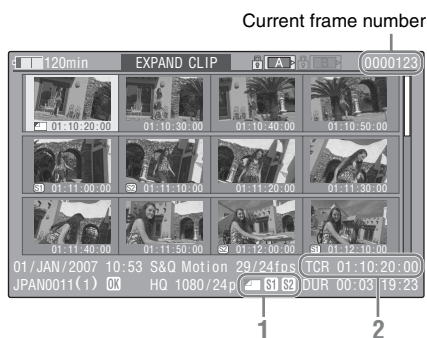 Current frame number
120min EXPAND CLIP A B 0000123
01:10:20:00 01:10:30:00 01:10:40:00 01:10:50:00
S1 01:11:00:00 S2 01:11:10:00 01:11:20:00 01:11:30:00
01:11:40:00 01:11:50:00 S2 01:12:00:00 S1 01:12:10:00
01/JAN/2007 10:53 S&Q Motion 29/24fps TCR 01:10:20:00
JPAN0011(1) OK HQ 1080/24p S1 S2 DUR 00:03:19:23
1 2